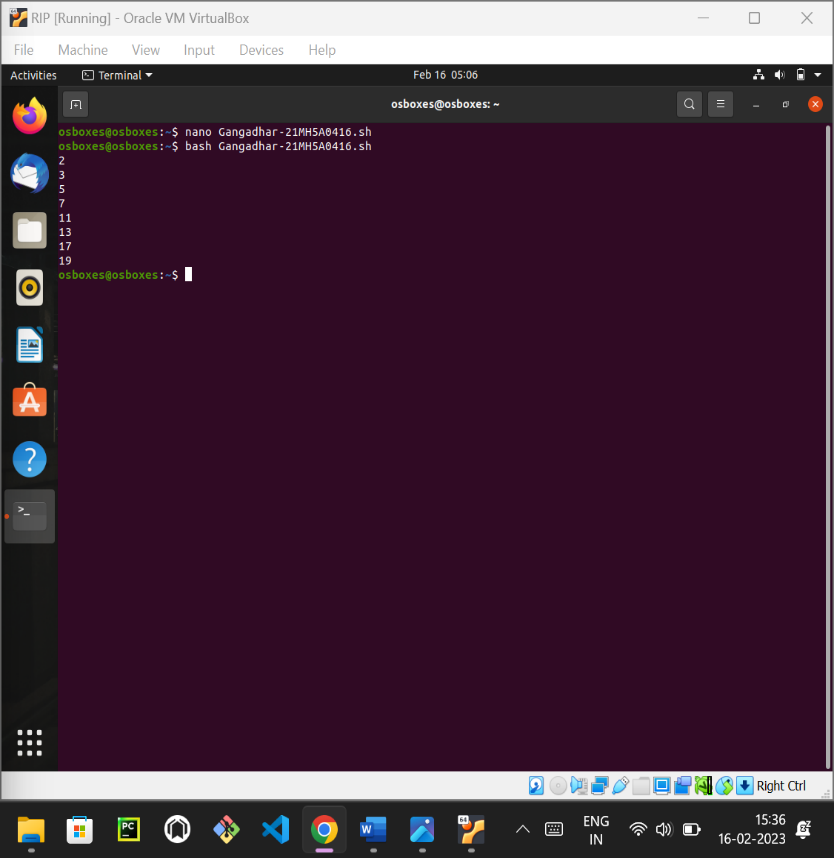 RIP [Running] - Oracle VM VirtualBox
File Machine View Input Devices Help
Activities Terminal Feb 16 05:06
osboxes@osboxes: ~
osboxes@osboxes:~$ nano Gangadhar-21MH5A0416.sh
osboxes@osboxes:~$ bash Gangadhar-21MH5A0416.sh
2
3
5
7
11
13
17
19
osboxes@osboxes:~$
Right Ctrl
PC
W
64
ENG
IN
15:36
16-02-2023